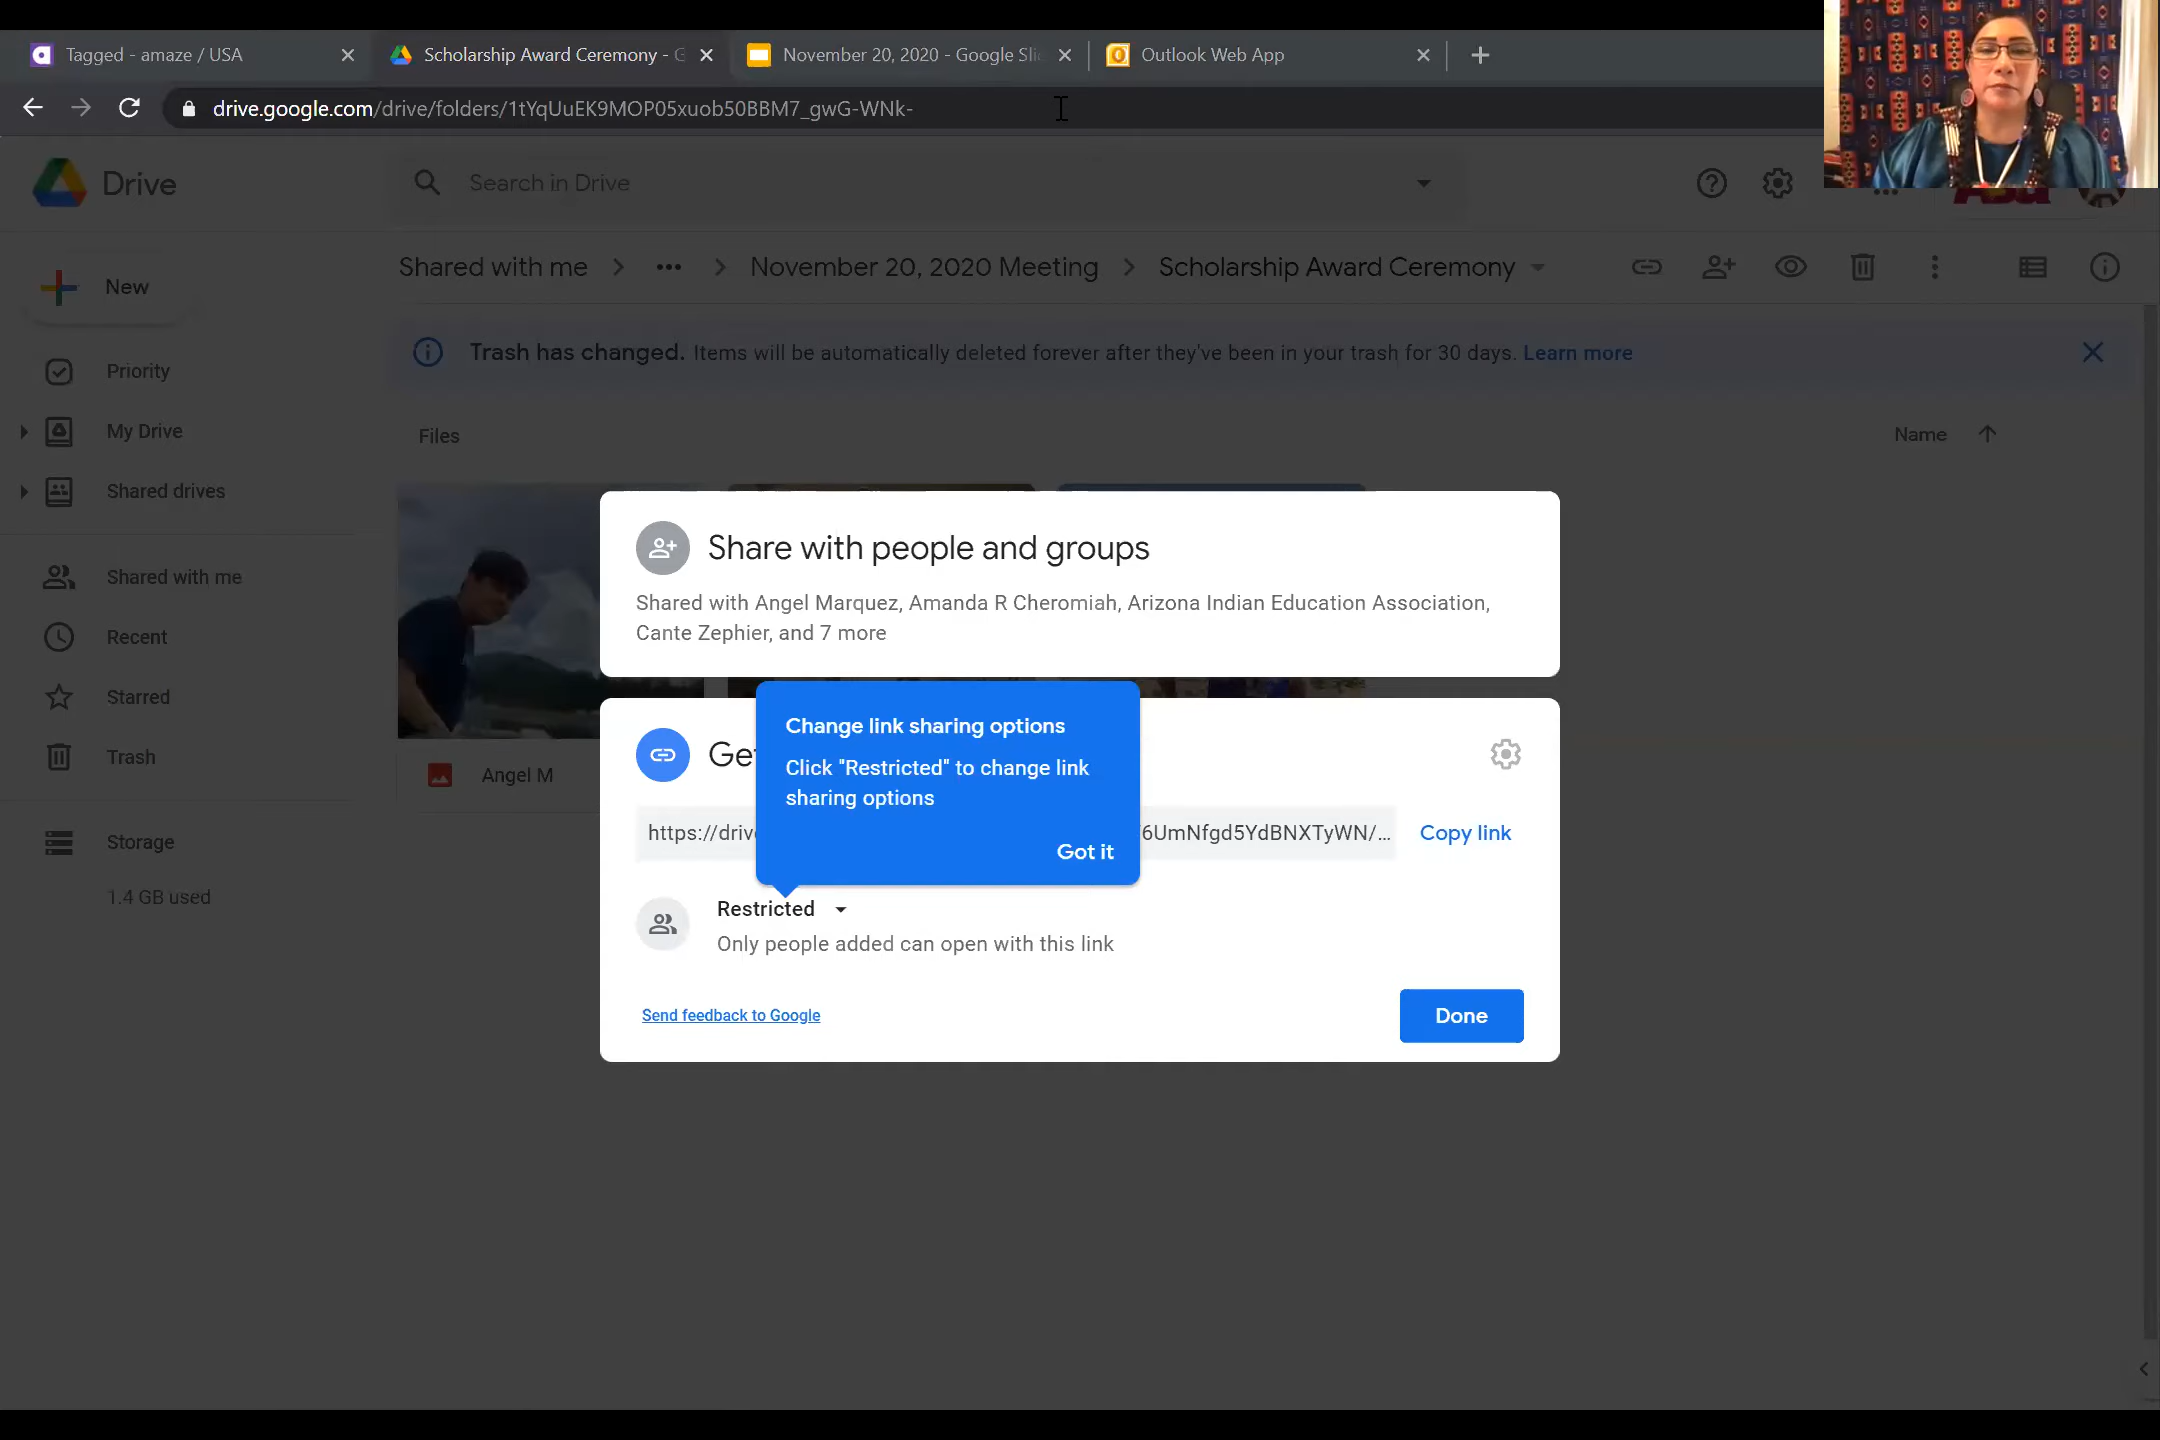 Tagged - amaze / USA
Scholarship Award Ceremony - G
November 20, 2020 - Google Slid
Outlook Web App
drive.google.com/drive/folders/1tYqUuEK9MOP05xuob50BBM7_gwG-WNk-
Drive
Search in Drive
New
Shared with me > ... > November 20, 2020 Meeting > Scholarship Award Ceremony
Trash has changed. Items will be automatically deleted forever after they've been in your trash for 30 days. Learn more
Priority
My Drive
Shared drives
Shared with me
Recent
Starred
Trash
Storage
1.4 GB used
Files
Name
Angel M
Share with people and groups
Shared with Angel Marquez, Amanda R Cheromiah, Arizona Indian Education Association,
Cante Zephier, and 7 more
Change link sharing options
Click "Restricted" to change link
sharing options
Got it
Ge
https://driv
6UmNfgd5YdBNXTyWN/...
Copy link
Restricted
Only people added can open with this link
Send feedback to Google
Done